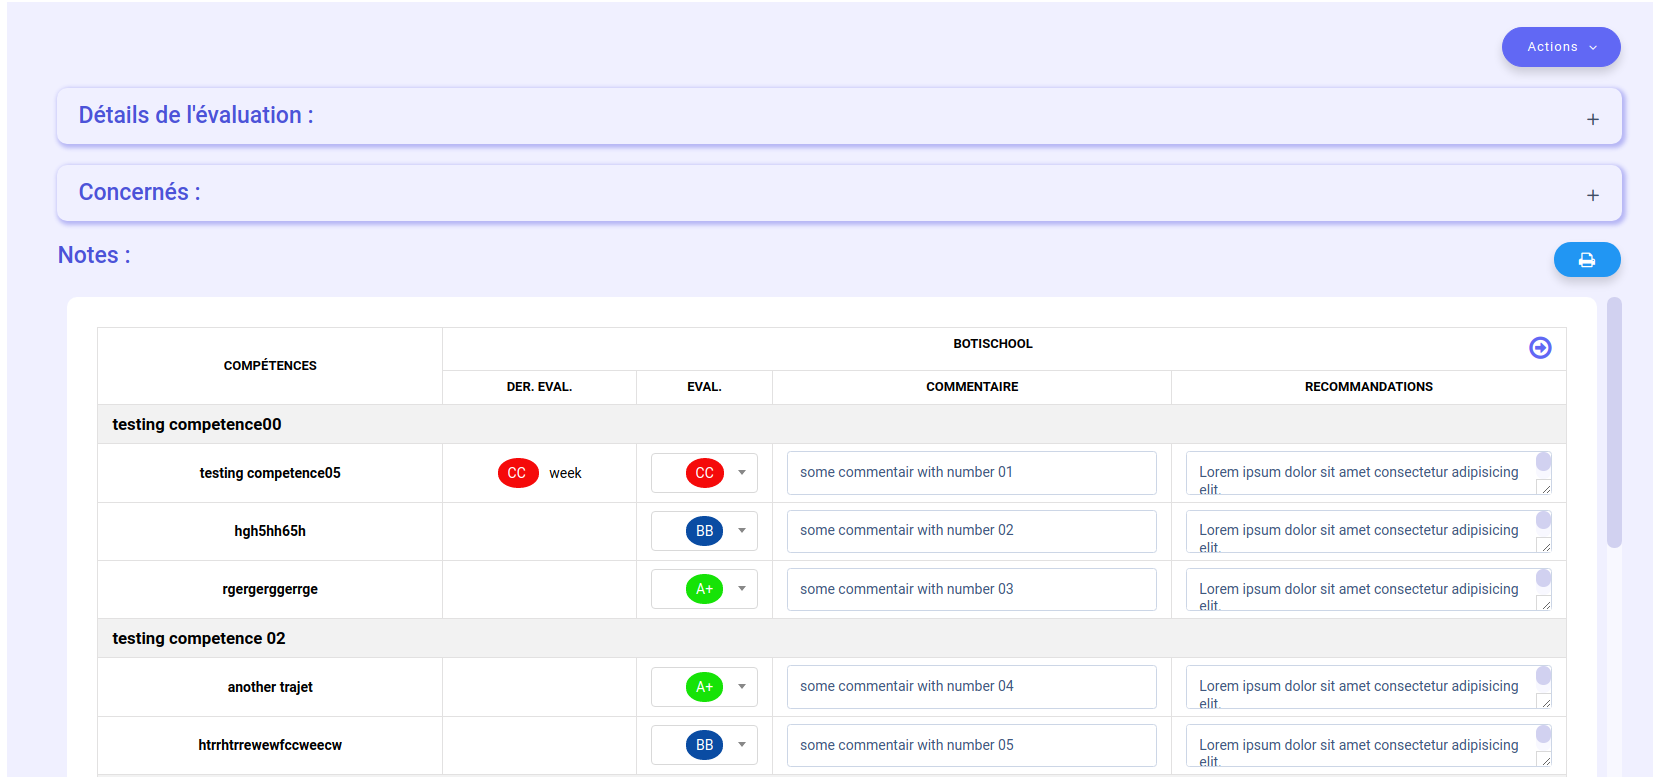 Actions
Détails de l'évaluation :
Concernés :
Notes :
COMPÉTENCES
BOTISCHOOL
DER. EVAL.
EVAL.
COMMENTAIRE
RECOMMANDATIONS
testing competence00
testing competence05
CC week
CC
some commentair with number 01
Lorem ipsum dolor sit amet consectetur adipisicing
elit.
hgh5hh65h
BB
some commentair with number 02
Lorem ipsum dolor sit amet consectetur adipisicing
elit.
rgergerggerrge
A+
some commentair with number 03
Lorem ipsum dolor sit amet consectetur adipisicing
elit.
testing competence 02
another trajet
A+
some commentair with number 04
Lorem ipsum dolor sit amet consectetur adipisicing
elit.
htrrhtrrewewfccweecw
BB
some commentair with number 05
Lorem ipsum dolor sit amet consectetur adipisicing
elit.